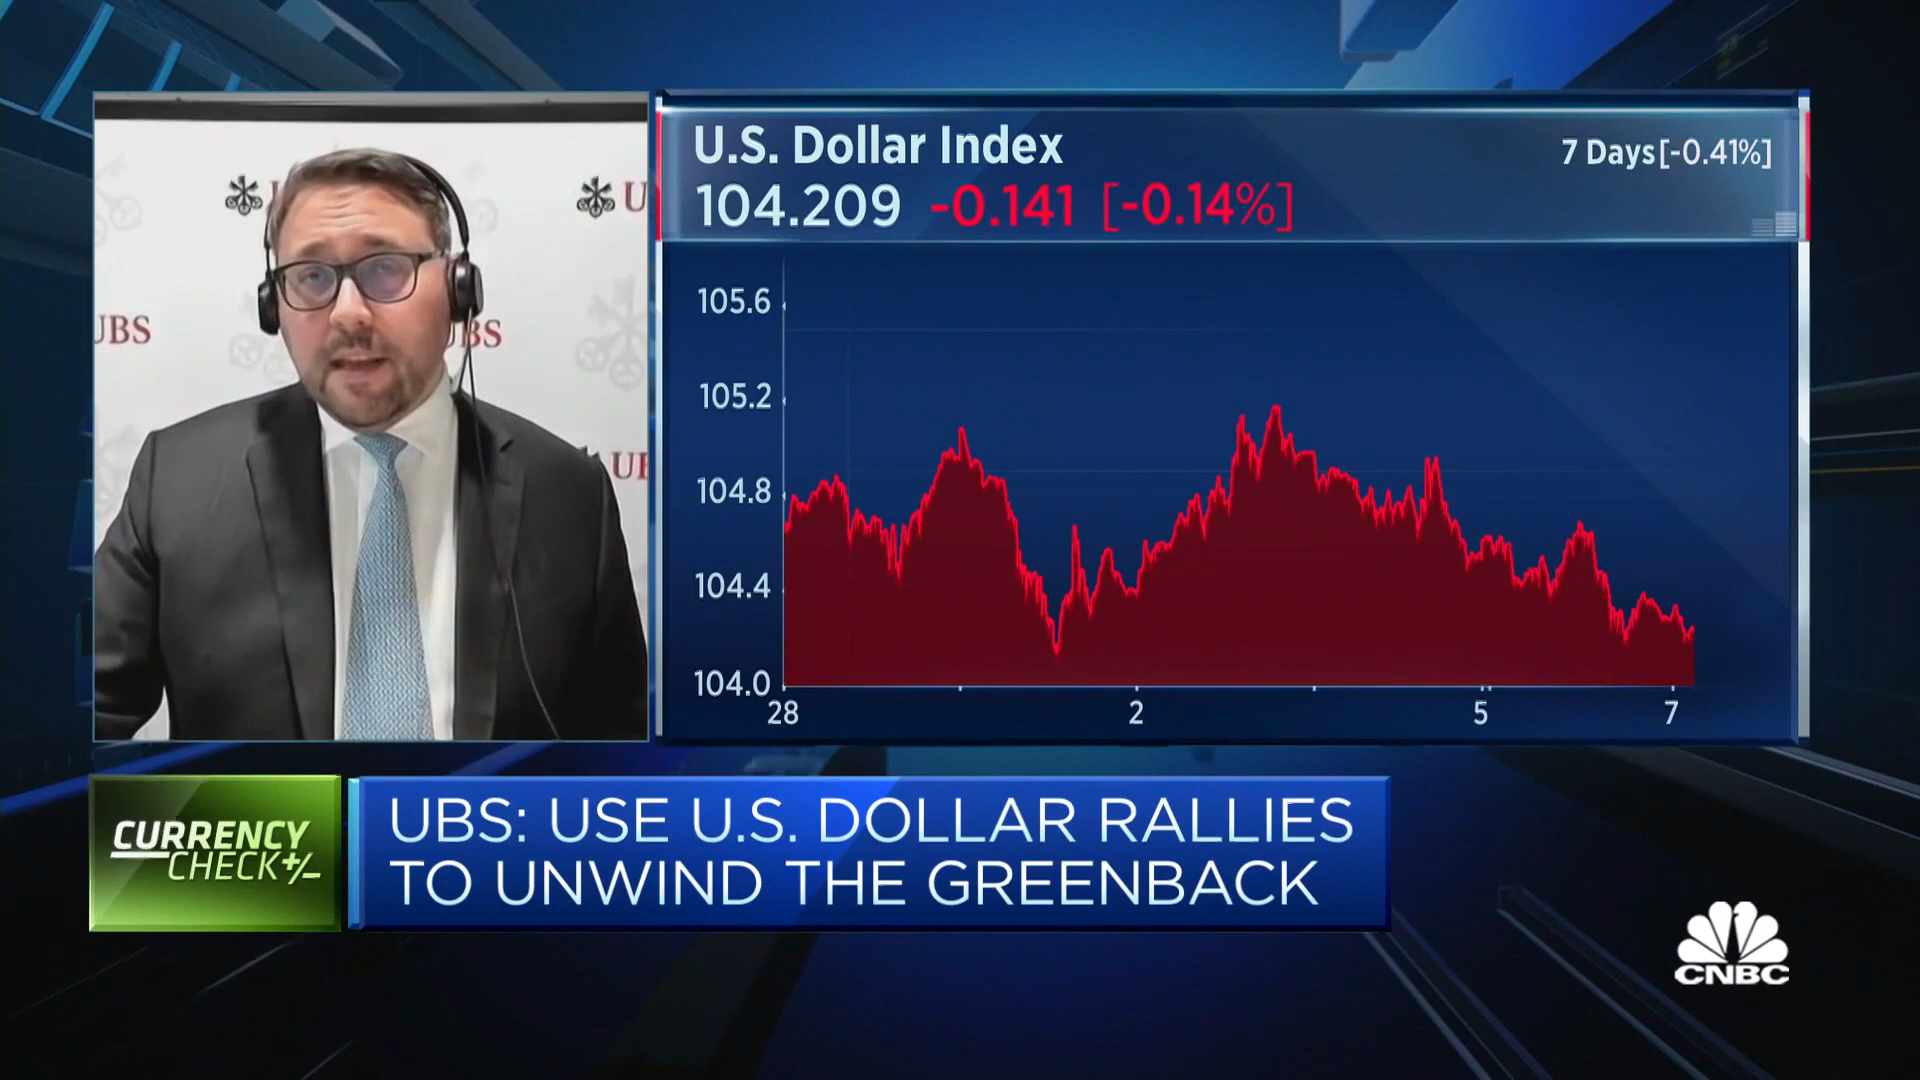 UBS
UBS
U.S. Dollar Index
7 Days [-0.41%]
104.209 -0.141 [-0.14%]
105.6
105.2
104.8
104.4
104.0
28 2 5 7
CURRENCY
CHECK+/-
UBS: USE U.S. DOLLAR RALLIES
TO UNWIND THE GREENBACK
CNBC